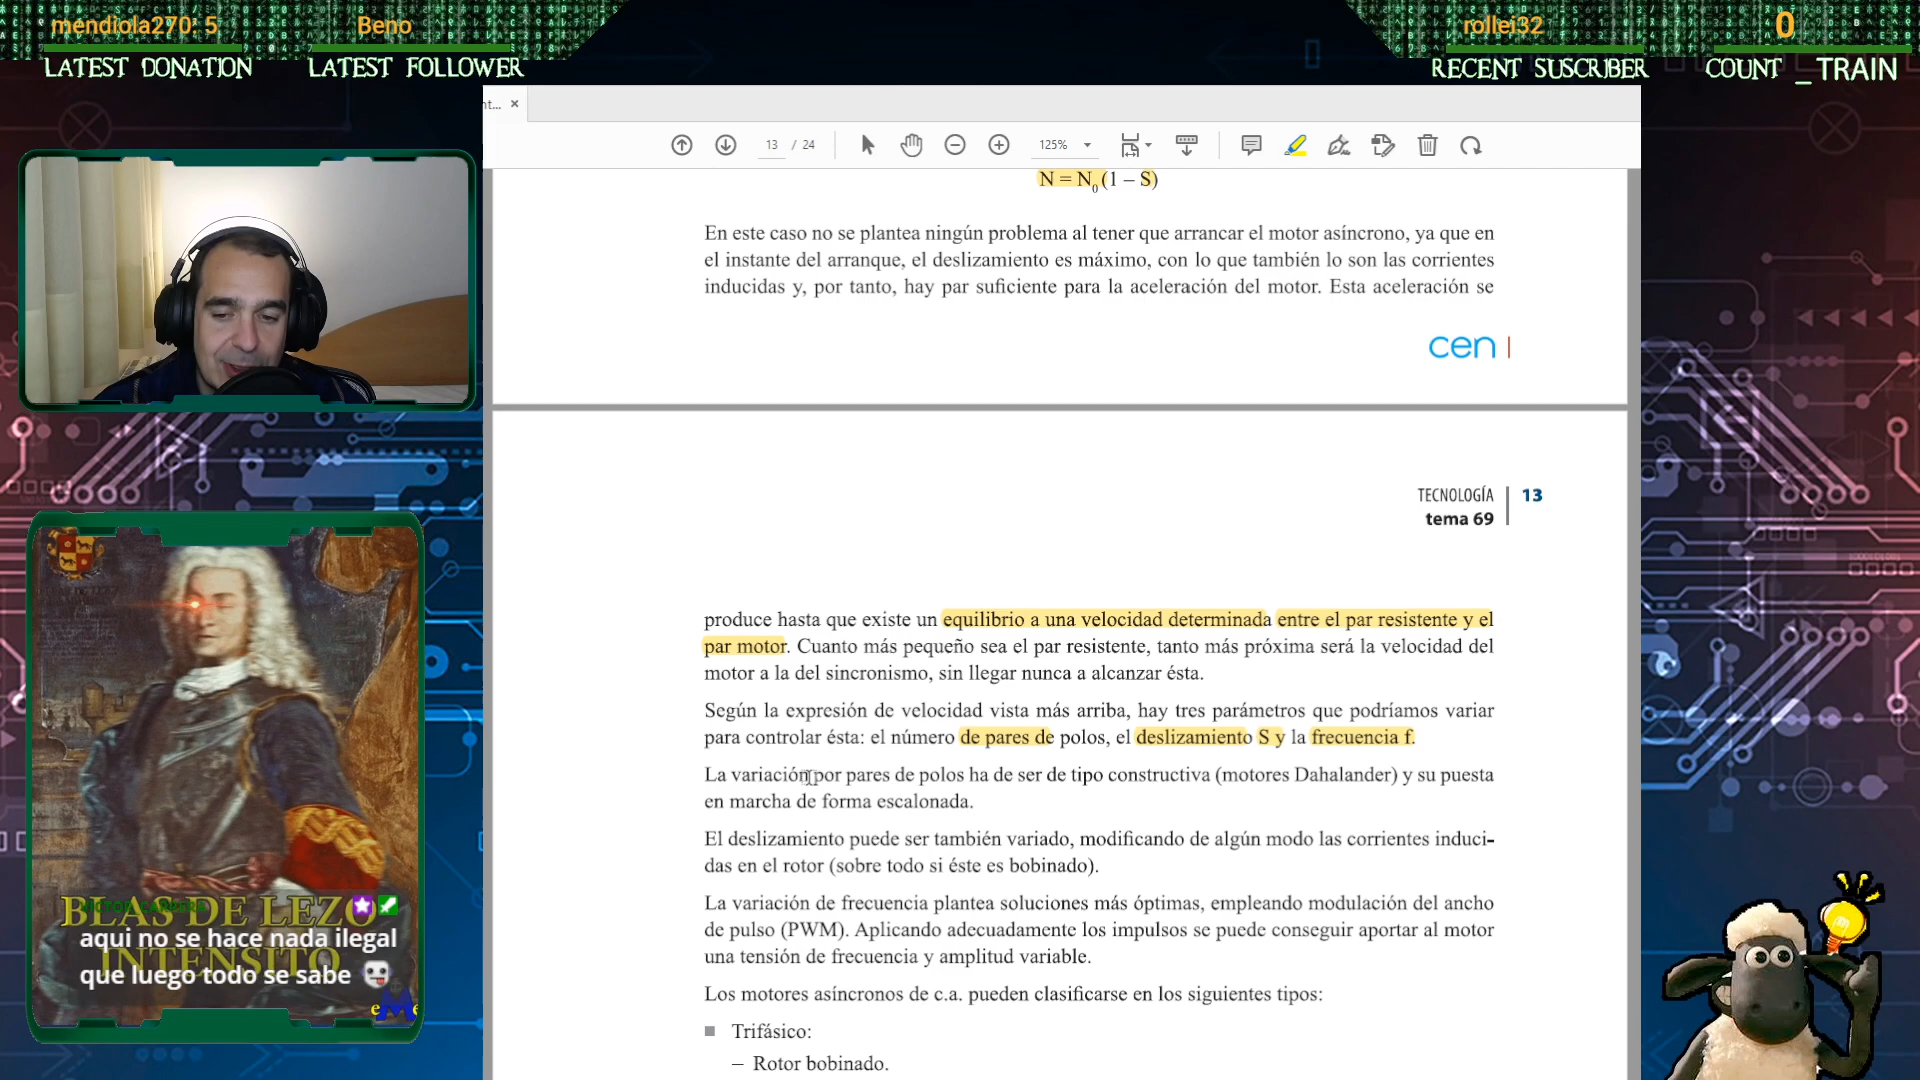 mendiola270: 5
LATEST DONATION
Beno
LATEST FOLLOWER
rollei32
RECENT SUSCRIBER
0
COUNT _TRAIN
nt... ×
13 / 24
125%
N = N0 (1 – S)
En este caso no se plantea ningún problema al tener que arrancar el motor asíncrono, ya que en
el instante del arranque, el deslizamiento es máximo, con lo que también lo son las corrientes
inducidas y, por tanto, hay par suficiente para la aceleración del motor. Esta aceleración se
cen
TECNOLOGÍA 13
tema 69
produce hasta que existe un equilibrio a una velocidad determinada entre el par resistente y el
par motor. Cuanto más pequeño sea el par resistente, tanto más próxima será la velocidad del
motor a la del sincronismo, sin llegar nunca a alcanzar ésta.
Según la expresión de velocidad vista más arriba, hay tres parámetros que podríamos variar
para controlar ésta: el número de pares de polos, el deslizamiento S y la frecuencia f.
La variación por pares de polos ha de ser de tipo constructiva (motores Dahalander) y su puesta
en marcha de forma escalonada.
El deslizamiento puede ser también variado, modificando de algún modo las corrientes induci-
das en el rotor (sobre todo si éste es bobinado).
La variación de frecuencia plantea soluciones más óptimas, empleando modulación del ancho
de pulso (PWM). Aplicando adecuadamente los impulsos se puede conseguir aportar al motor
una tensión de frecuencia y amplitud variable.
Los motores asíncronos de c.a. pueden clasificarse en los siguientes tipos:
Trifásico:
– Rotor bobinado.
BLAS DE LEZO
INTENSITO
aqui no se hace nada ilegal
que luego todo se sabe